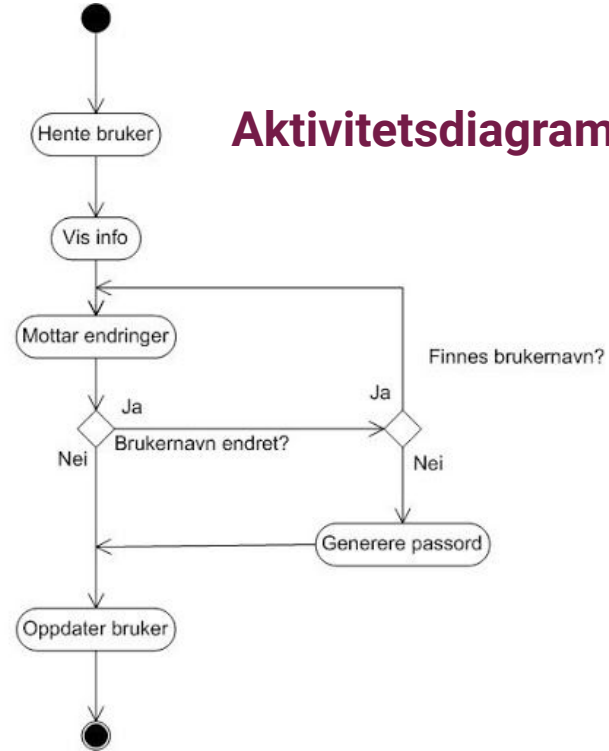 Aktivitetsdiagram
Hente bruker
Vis info
Mottar endringer
Finnes brukernavn?
Ja
Ja
Brukernavn endret?
Nei
Nei
Generere passord
Oppdater bruker